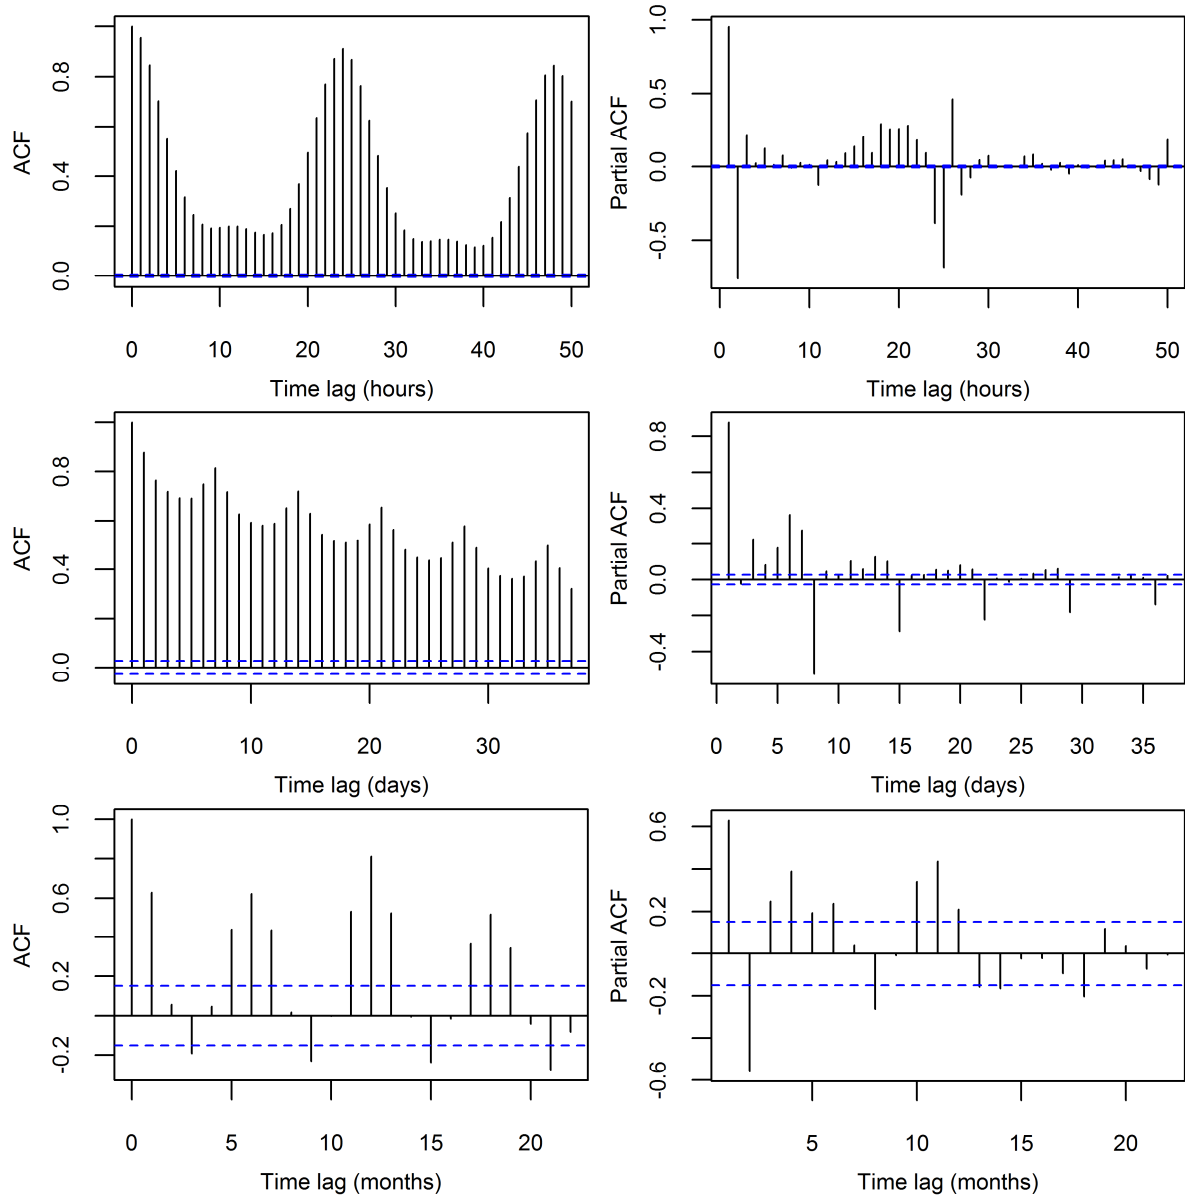 ACF
0.0 0.4 0.8
0 10 20 30 40 50
Time lag (hours)
Partial ACF
-0.5 0.0 0.5 1.0
0 10 20 30 40 50
Time lag (hours)
ACF
0.0 0.4 0.8
0 10 20 30
Time lag (days)
Partial ACF
-0.4 0.0 0.4 0.8
0 5 10 15 20 25 30 35
Time lag (days)
ACF
-0.2 0.2 0.6 1.0
0 5 10 15 20
Time lag (months)
Partial ACF
-0.6 -0.2 0.2 0.6
5 10 15 20
Time lag (months)